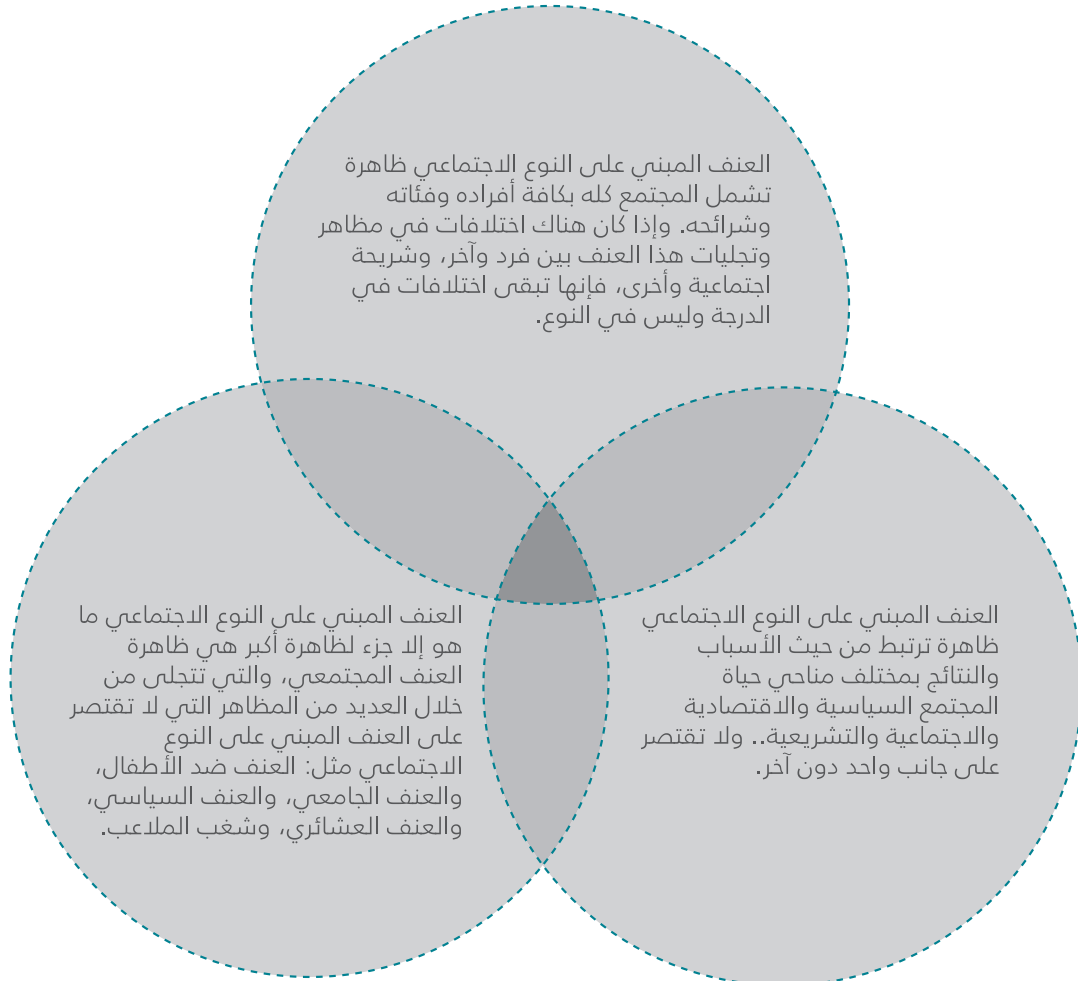 العنف المبني على النوع الاجتماعي ظاهرة
تشمل المجتمع كله بكافة أفراده وفئاته
وشرائحه. وإذا كان هناك اختلافات في مظاهر
وتجليات هذا العنف بين فرد وآخر، وشريحة
اجتماعية وأخرى، فإنها تبقى اختلافات في
الدرجة وليس في النوع.
العنف المبني على النوع الاجتماعي
ظاهرة ترتبط من حيث الأسباب
والنتائج بمختلف مناحي حياة
المجتمع السياسية والاقتصادية
والاجتماعية والتشريعية.. ولا تقتصر
على جانب واحد دون آخر.
العنف المبني على النوع الاجتماعي ما
هو إلا جزء لظاهرة أكبر هي ظاهرة
العنف المجتمعي، والتي تتجلى من
خلال العديد من المظاهر التي لا تقتصر
على العنف المبني على النوع
الاجتماعي مثل: العنف ضد الأطفال،
والعنف الجامعي، والعنف السياسي،
والعنف العشائري، وشغب الملاعب.